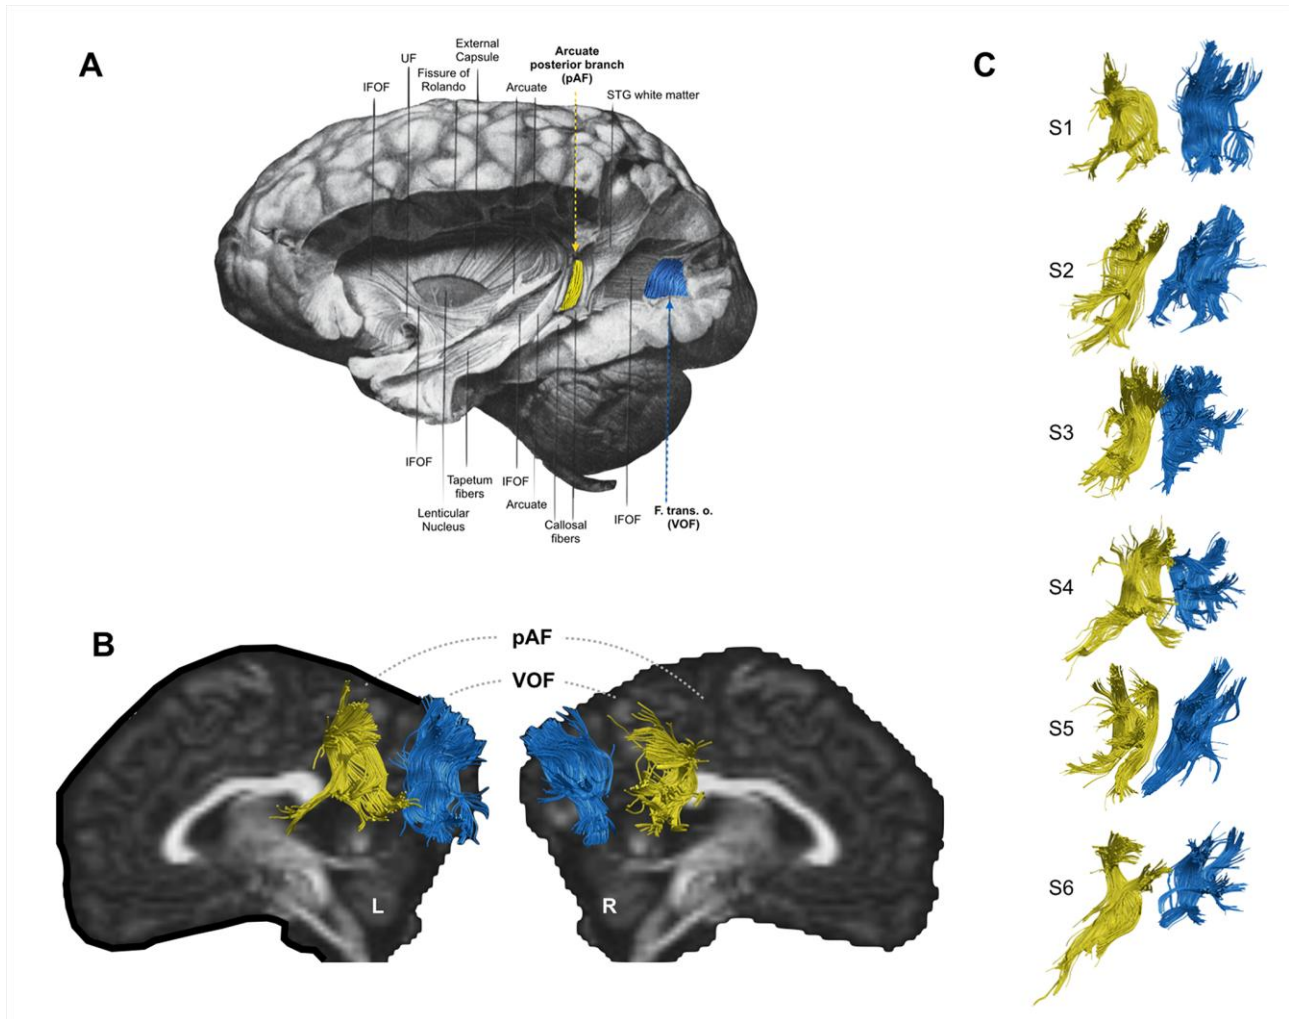 A
External
Capsule
UF
Fissure of
Rolando
IFOF
Arcuate
Arcuate
posterior branch
(pAF)
STG white matter
IFOF
Tapetum
fibers
IFOF
Arcuate
Lenticular
Nucleus
Callosal
fibers
IFOF
F. trans. o.
(VOF)
B
pAF
VOF
L
R
C
S1
S2
S3
S4
S5
S6